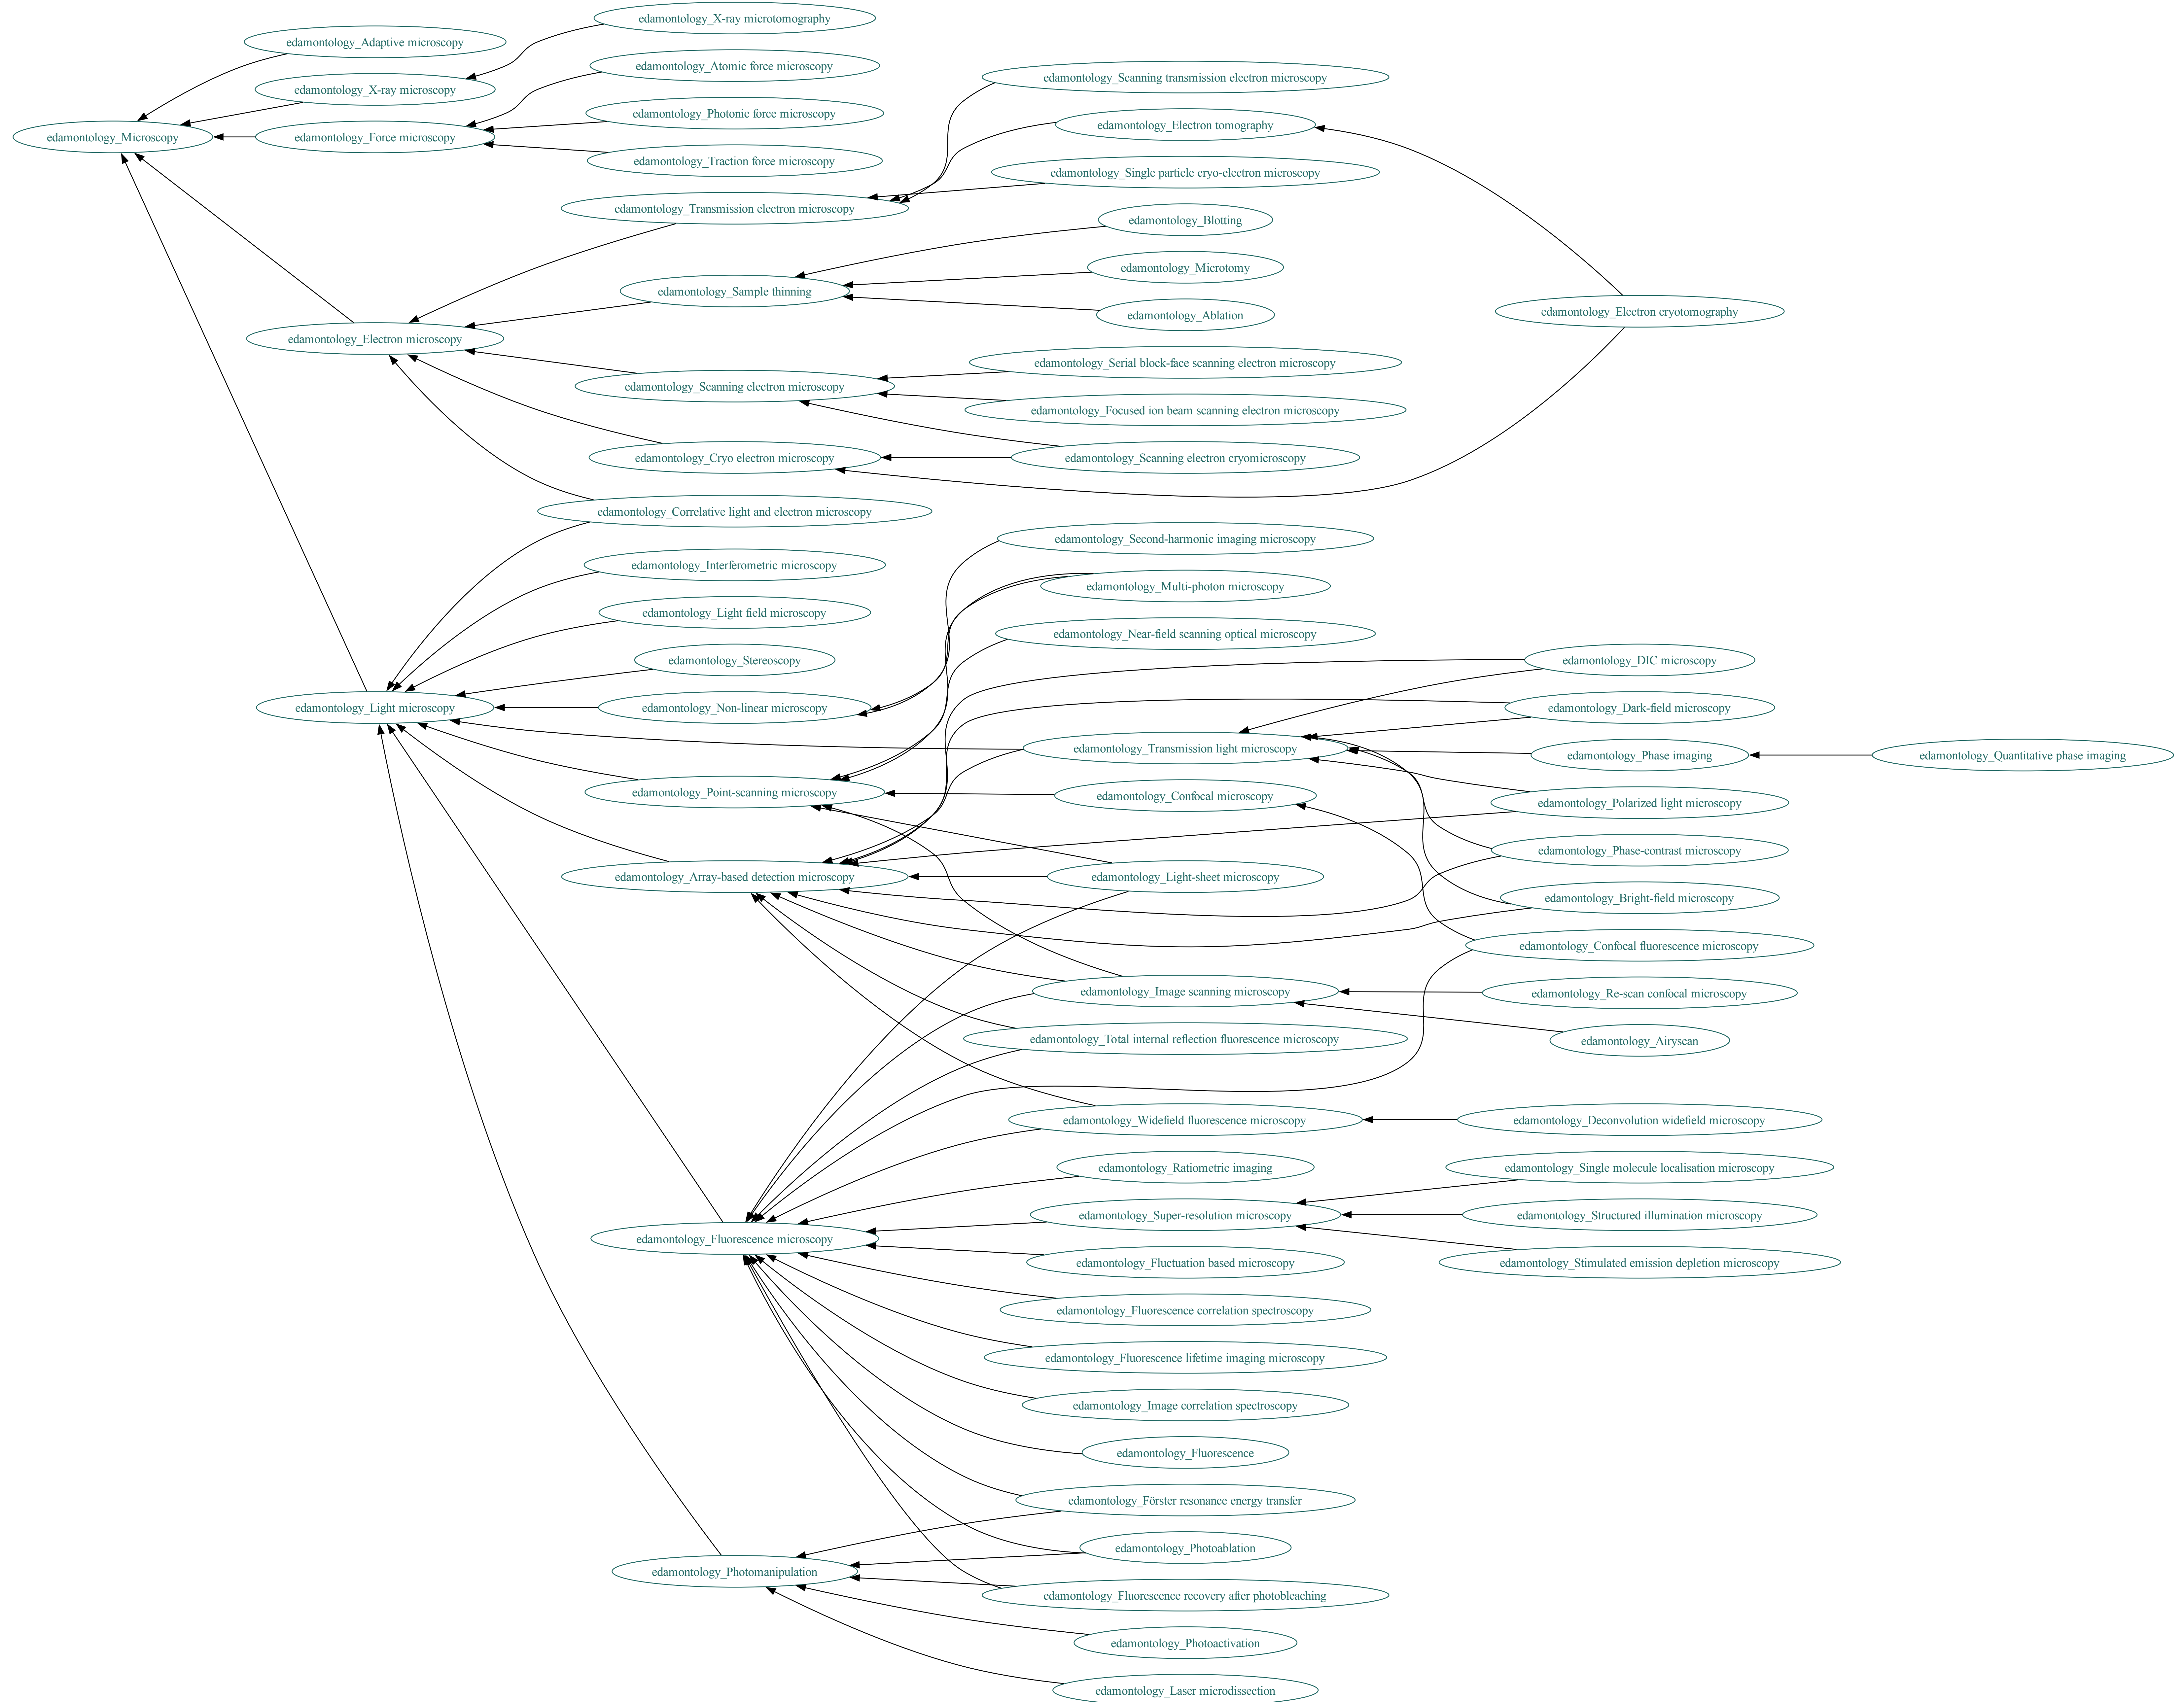 edamontology_X-ray microtomography
edamontology_Adaptive microscopy
edamontology_Atomic force microscopy
edamontology_Scanning transmission electron microscopy
edamontology_X-ray microscopy
edamontology_Photonic force microscopy
edamontology_Electron tomography
edamontology_Microscopy
edamontology_Force microscopy
edamontology_Traction force microscopy
edamontology_Single particle cryo-electron microscopy
edamontology_Transmission electron microscopy
edamontology_Blotting
edamontology_Microtomy
edamontology_Sample thinning
edamontology_Electron cryotomography
edamontology_Ablation
edamontology_Electron microscopy
edamontology_Serial block-face scanning electron microscopy
edamontology_Scanning electron microscopy
edamontology_Focused ion beam scanning electron microscopy
edamontology_Cryo electron microscopy
edamontology_Scanning electron cryomicroscopy
edamontology_Correlative light and electron microscopy
edamontology_Second-harmonic imaging microscopy
edamontology_Interferometric microscopy
edamontology_Multi-photon microscopy
edamontology_Light field microscopy
edamontology_Near-field scanning optical microscopy
edamontology_Stereoscopy
edamontology_DIC microscopy
edamontology_Light microscopy
edamontology_Non-linear microscopy
edamontology_Dark-field microscopy
edamontology_Transmission light microscopy
edamontology_Phase imaging
edamontology_Quantitative phase imaging
edamontology_Point-scanning microscopy
edamontology_Confocal microscopy
edamontology_Polarized light microscopy
edamontology_Phase-contrast microscopy
edamontology_Array-based detection microscopy
edamontology_Light-sheet microscopy
edamontology_Bright-field microscopy
edamontology_Confocal fluorescence microscopy
edamontology_Image scanning microscopy
edamontology_Re-scan confocal microscopy
edamontology_Total internal reflection fluorescence microscopy
edamontology_Airyscan
edamontology_Widefield fluorescence microscopy
edamontology_Deconvolution widefield microscopy
edamontology_Ratiometric imaging
edamontology_Single molecule localisation microscopy
edamontology_Super-resolution microscopy
edamontology_Structured illumination microscopy
edamontology_Fluorescence microscopy
edamontology_Fluctuation based microscopy
edamontology_Stimulated emission depletion microscopy
edamontology_Fluorescence correlation spectroscopy
edamontology_Fluorescence lifetime imaging microscopy
edamontology_Image correlation spectroscopy
edamontology_Fluorescence
edamontology_Förster resonance energy transfer
edamontology_Photoablation
edamontology_Photomanipulation
edamontology_Fluorescence recovery after photobleaching
edamontology_Photoactivation
edamontology_Laser microdissection